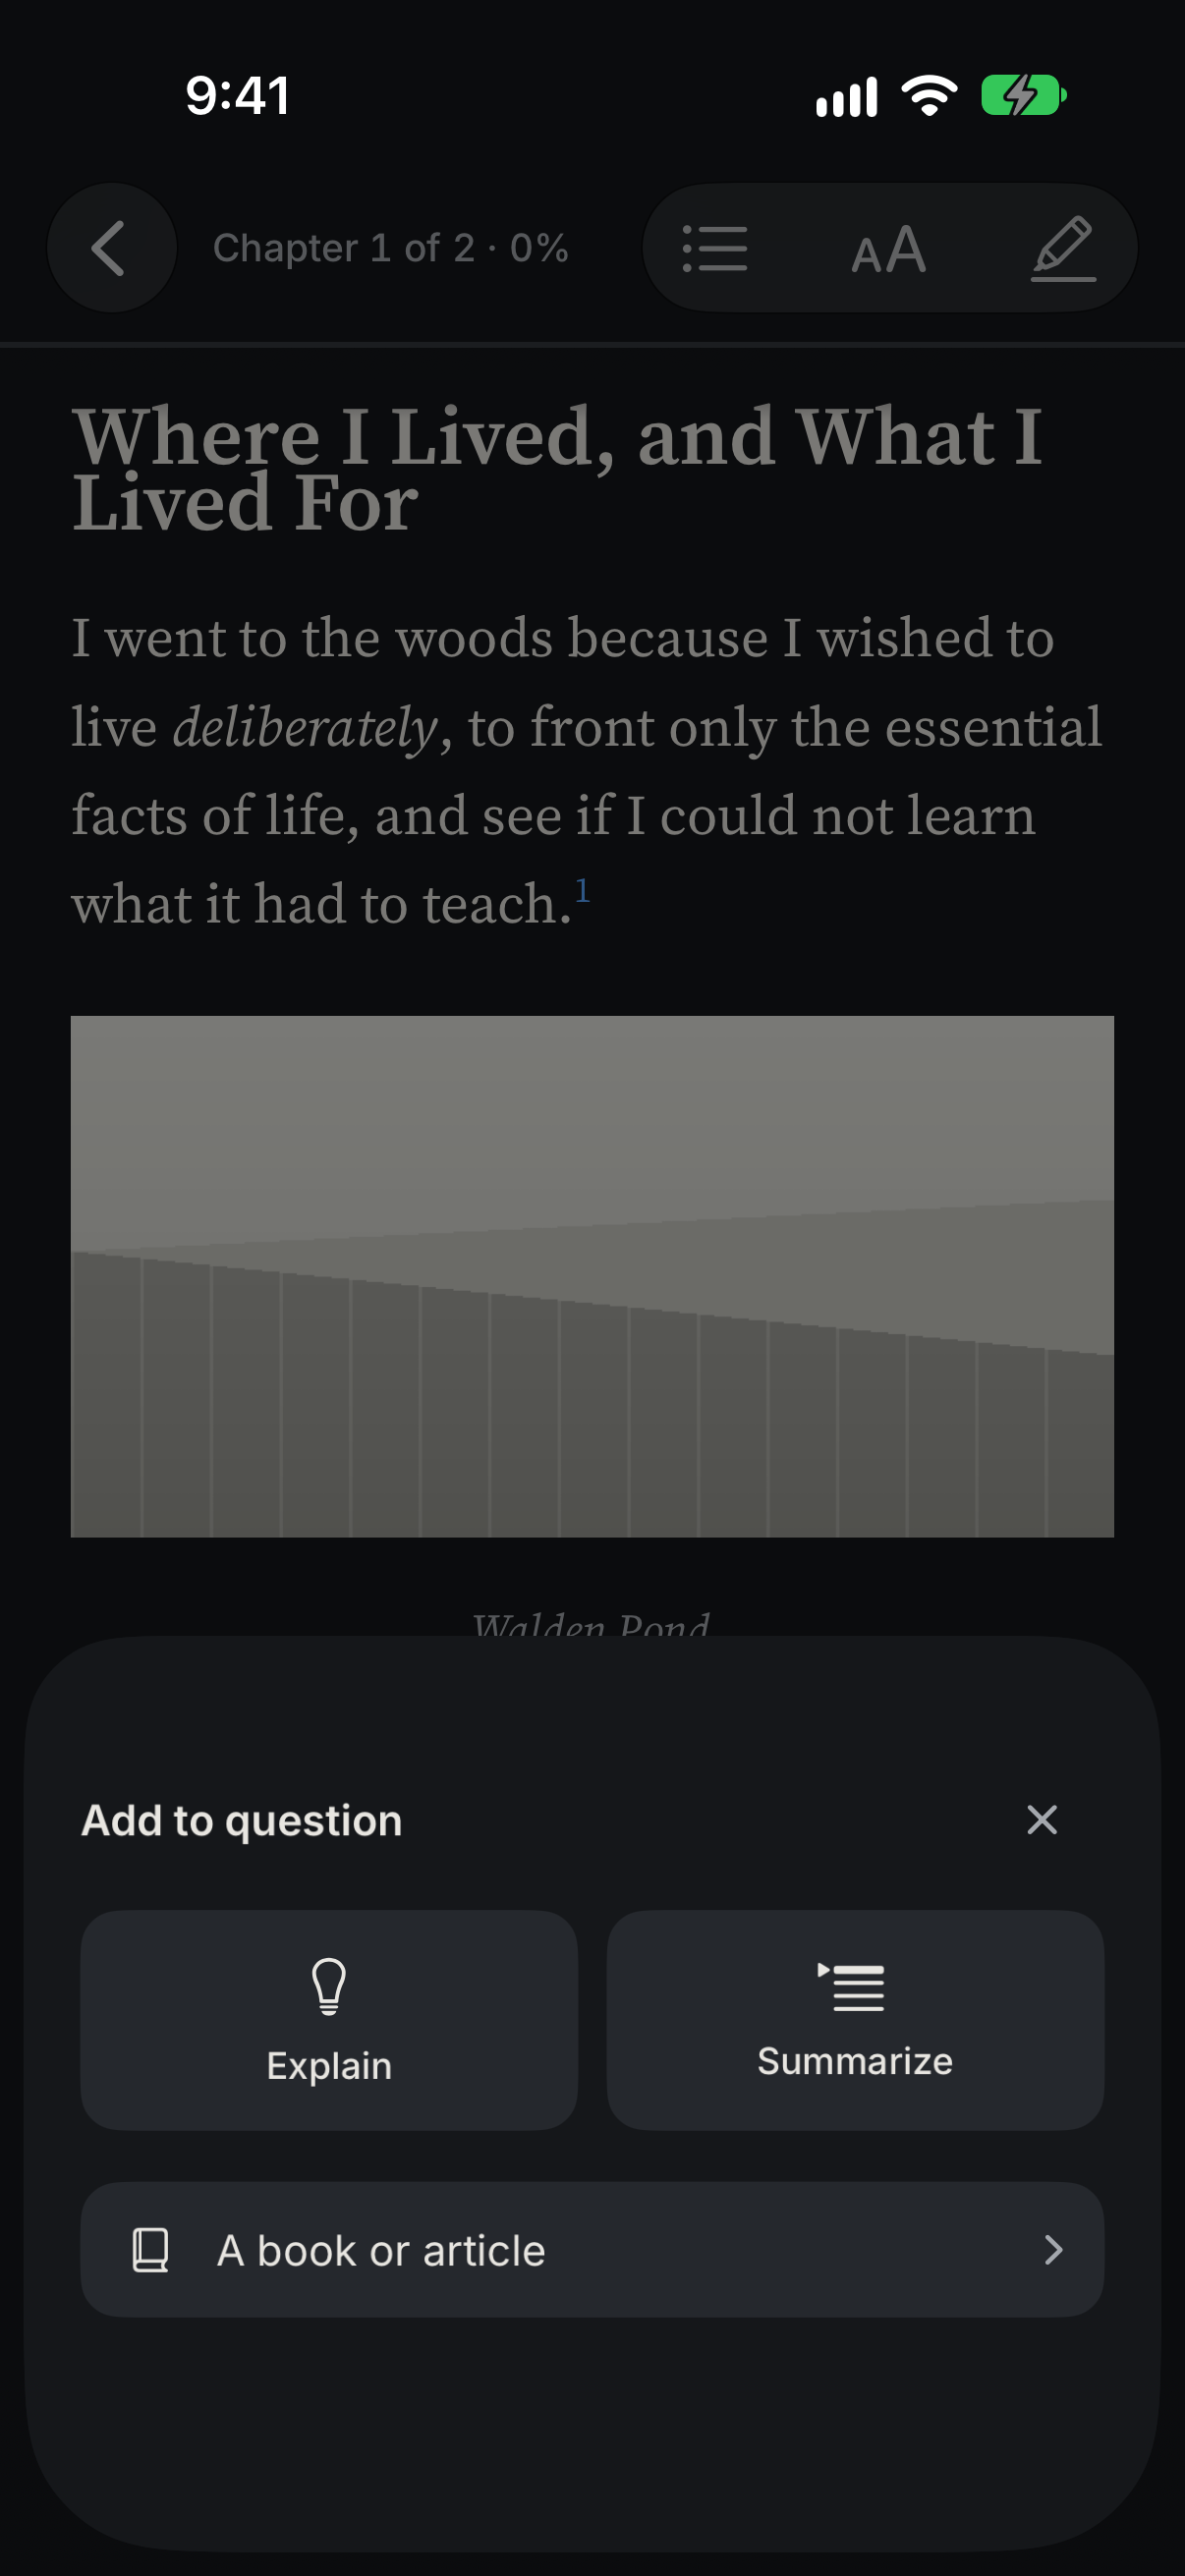 9:41
Chapter 1 of 2 · 0%
AA
Where I Lived, and What I
Lived For
I went to the woods because I wished to
live deliberately, to front only the essential
facts of life, and see if I could not learn
what it had to teach.1
Walden Pond
Add to question
Explain
Summarize
A book or article